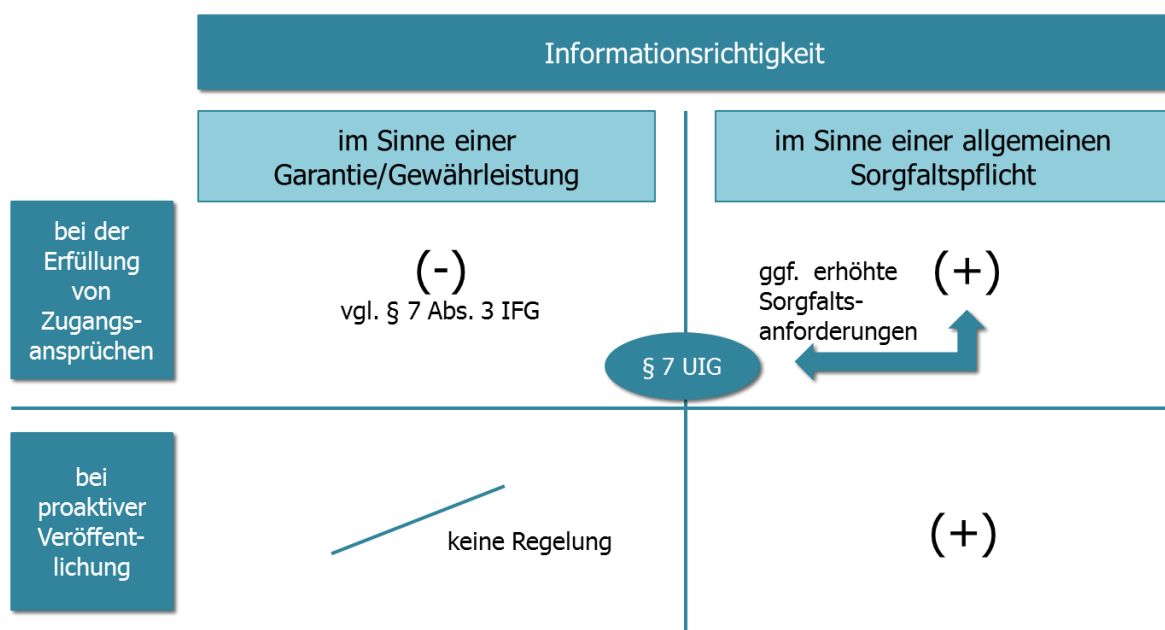 Informationsrichtigkeit
im Sinne einer
Garantie/Gewährleistung
im Sinne einer allgemeinen
Sorgfaltspflicht
bei der
Erfüllung
von
Zugangs-
ansprüchen
(-)
vgl. § 7 Abs. 3 IFG
ggf. erhöhte
Sorgfalts-
anforderungen
(+)
§ 7 UIG
bei
proaktiver
Veröffent-
lichung
keine Regelung
(+)